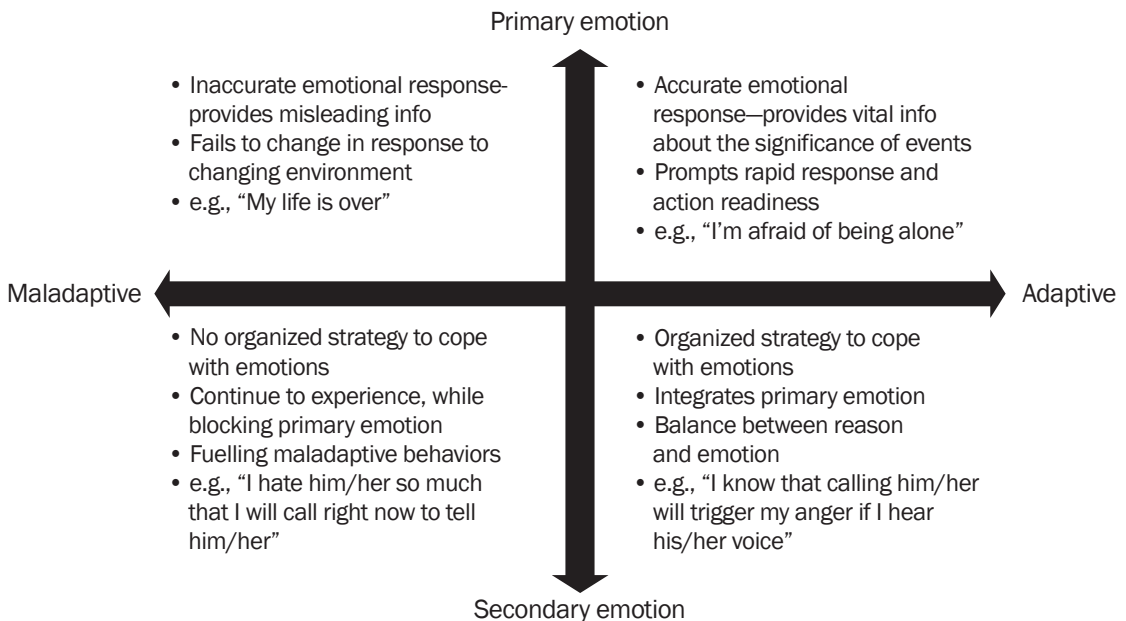 Primary emotion
• Inaccurate emotional response-
provides misleading info
• Fails to change in response to
changing environment
• e.g., “My life is over”
• Accurate emotional
response—provides vital info
about the significance of events
• Prompts rapid response and
action readiness
• e.g., “I’m afraid of being alone”
Maladaptive
Adaptive
• No organized strategy to cope
with emotions
• Continue to experience, while
blocking primary emotion
• Fuelling maladaptive behaviors
• e.g., “I hate him/her so much
that I will call right now to tell
him/her”
• Organized strategy to cope
with emotions
• Integrates primary emotion
• Balance between reason
and emotion
• e.g., “I know that calling him/her
will trigger my anger if I hear
his/her voice”
Secondary emotion